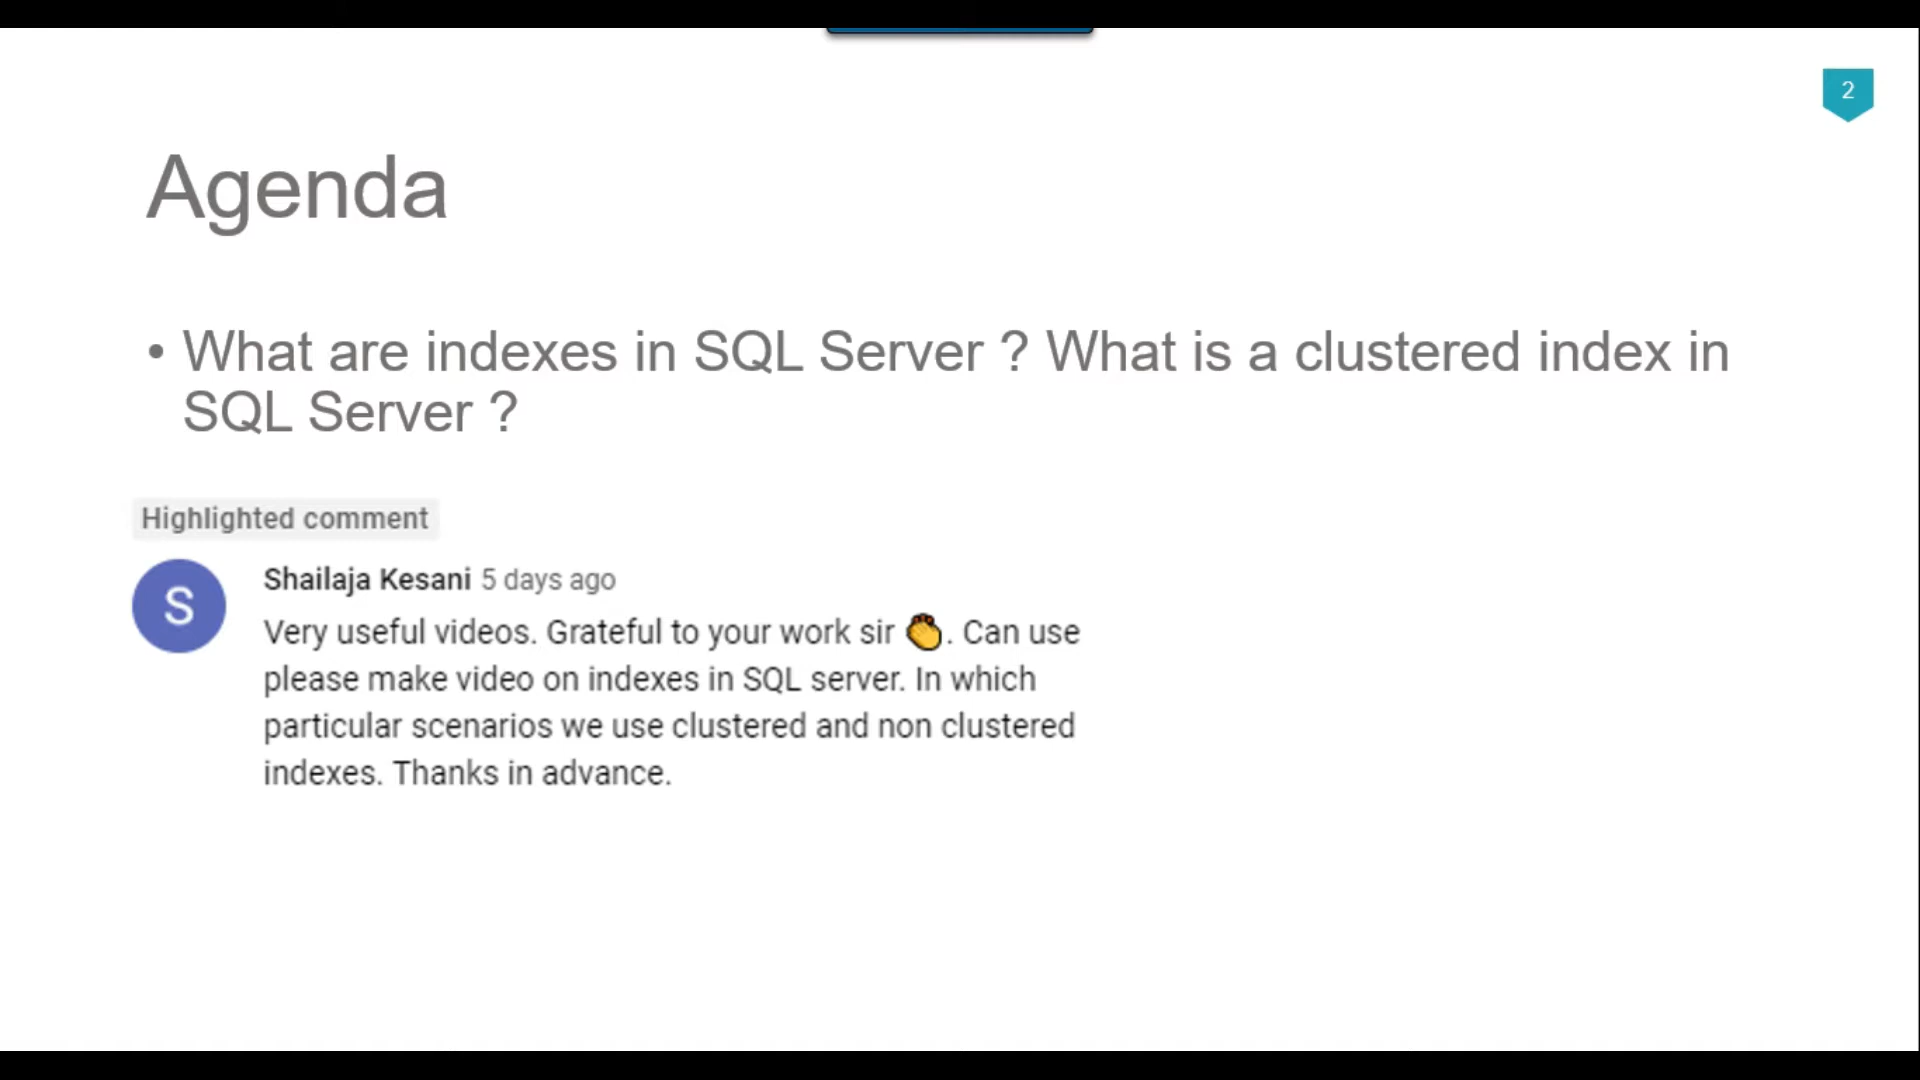 2
Agenda
• What are indexes in SQL Server ? What is a clustered index in
SQL Server ?
Highlighted comment
S
Shailaja Kesani 5 days ago
Very useful videos. Grateful to your work sir 👏. Can use
please make video on indexes in SQL server. In which
particular scenarios we use clustered and non clustered
indexes. Thanks in advance.